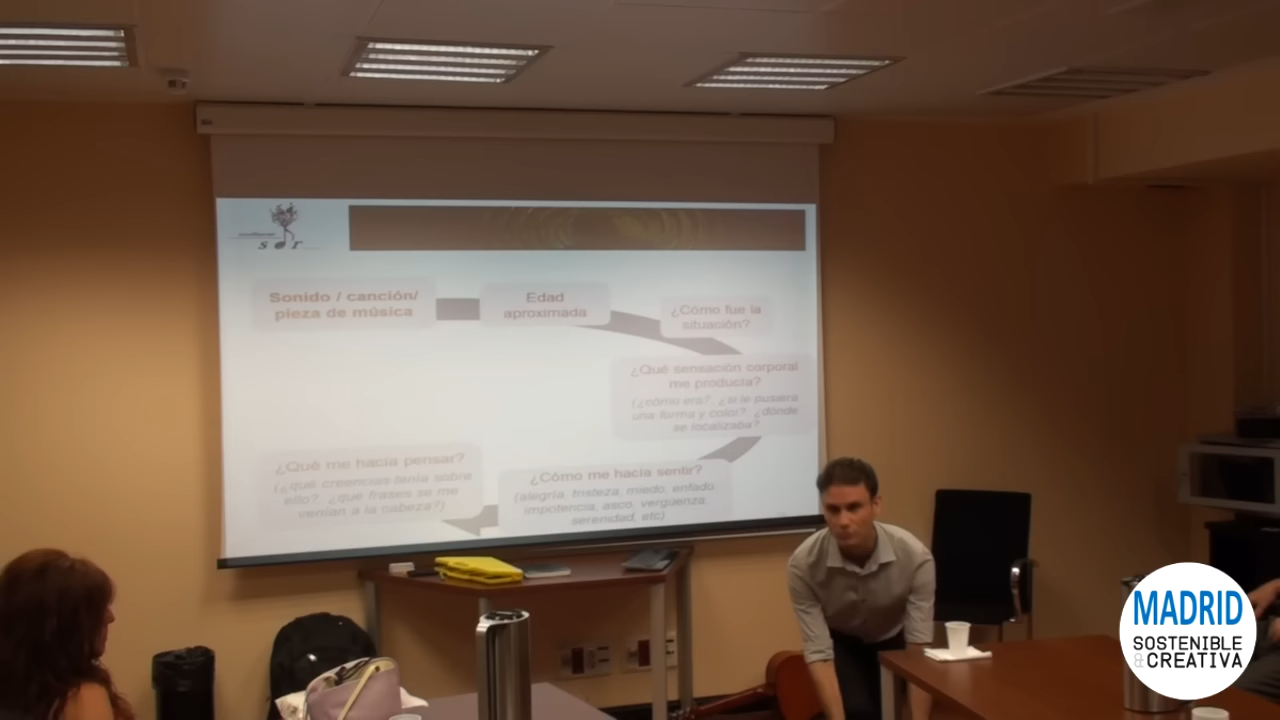 sor
Sonido / canción/
pieza de música
Edad
aproximada
¿Cómo fue la
situación?
¿Qué sensación corporal
me producía?
(¿cómo era?, ¿si le pusiera
una forma y color?, ¿dónde
se focalizaba?
¿Cómo me hacía sentir?
(alegría, tristeza, miedo, enfado,
impotencia, asco, vergüenza,
serenidad, etc)
¿Qué me hacía pensar?
(¿qué creencias tenía sobre
ello?, ¿qué frases se me
venían a la cabeza?)
MADRID
SOSTENIBLE
CREATIVA